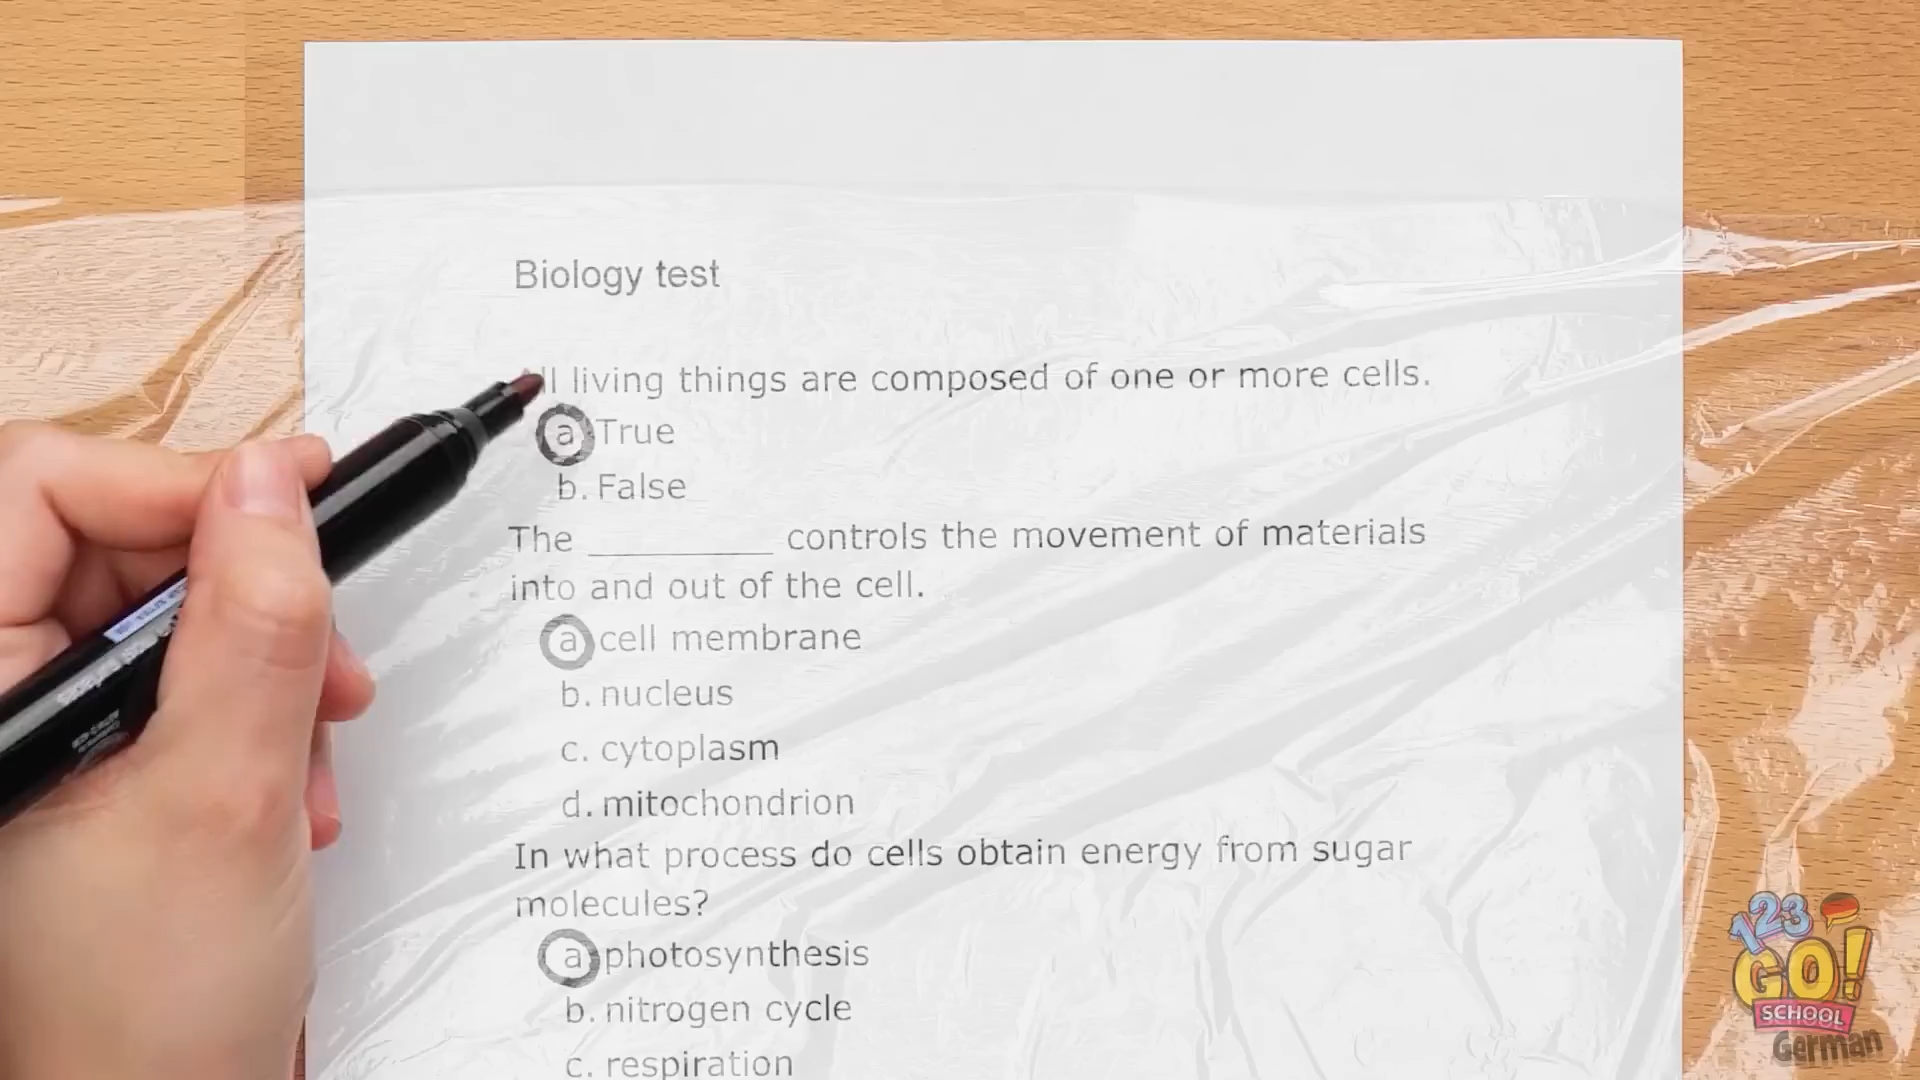 Biology test
All living things are composed of one or more cells.
a True
b. False
The __________ controls the movement of materials
into and out of the cell.
a cell membrane
b. nucleus
c. cytoplasm
d. mitochondrion
In what process do cells obtain energy from sugar
molecules?
a photosynthesis
b. nitrogen cycle
c. respiration
123
GO!
SCHOOL
German